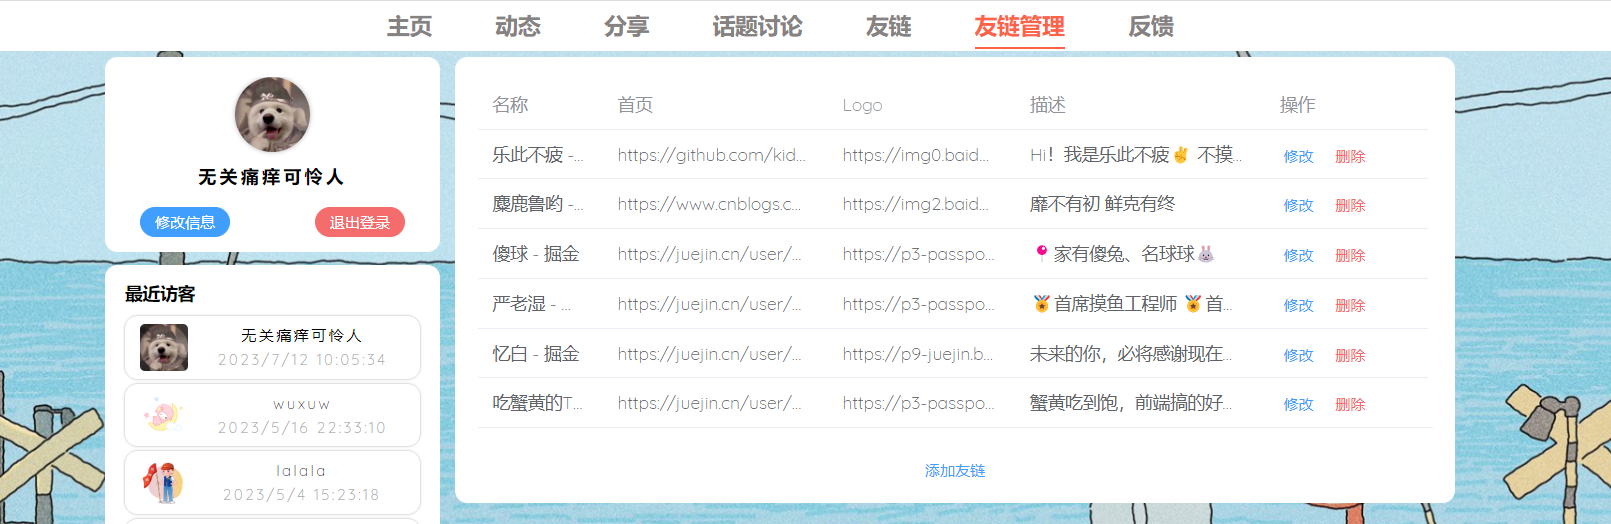 主页 动态 分享 话题讨论 友链 友链管理 反馈
无关痛痒可怜人
修改信息 退出登录
最近访客
无关痛痒可怜人
2023/7/12 10:05:34
wuxuw
2023/5/16 22:33:10
lalala
2023/5/4 15:23:18
名称 首页 Logo 描述 操作
乐此不疲 -... https://github.com/kid... https://img0.baid... Hi！我是乐此不疲✌ 不摸... 修改 删除
麋鹿鲁哟 -... https://www.cnblogs.c... https://img2.baid... 靡不有初 鲜克有终 修改 删除
傻球 - 掘金 https://juejin.cn/user/... https://p3-passpo... 📍家有傻兔、名球球🐰 修改 删除
严老湿 - ... https://juejin.cn/user/... https://p3-passpo... 🏅首席摸鱼工程师 🏅首... 修改 删除
忆白 - 掘金 https://juejin.cn/user/... https://p9-juejin.b... 未来的你，必将感谢现在... 修改 删除
吃蟹黄的T... https://juejin.cn/user/... https://p3-passpo... 蟹黄吃到饱，前端搞的好... 修改 删除
添加友链